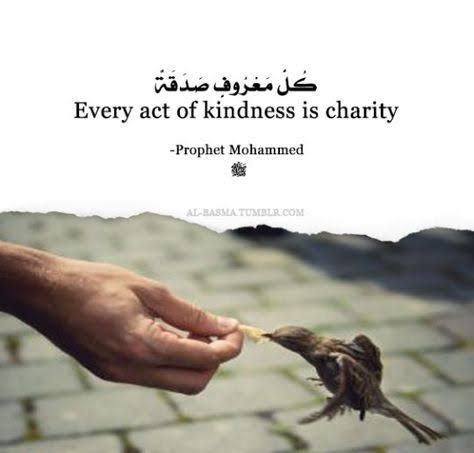 كُلّ مَعْرُوفٍ صَدَقَةٌ
Every act of kindness is charity
-Prophet Mohammed
ﷺ
AL-BASMA.TUMBLR.COM